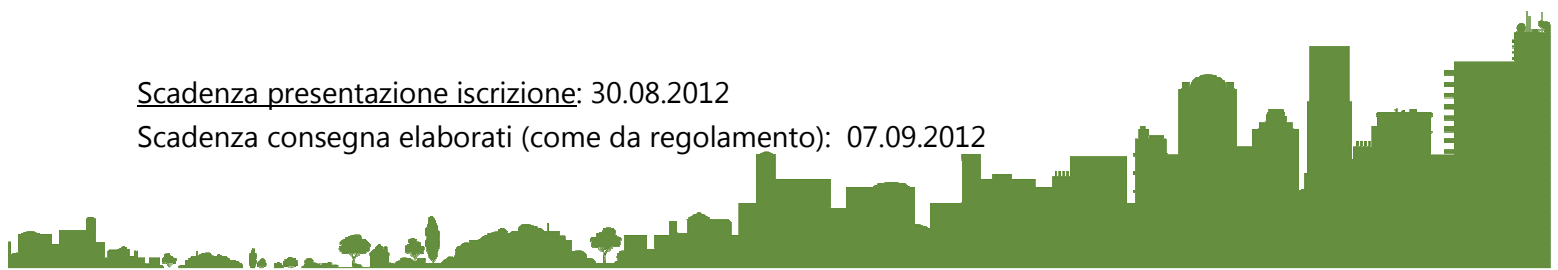 Scadenza presentazione iscrizione: 30.08.2012
Scadenza consegna elaborati (come da regolamento): 07.09.2012